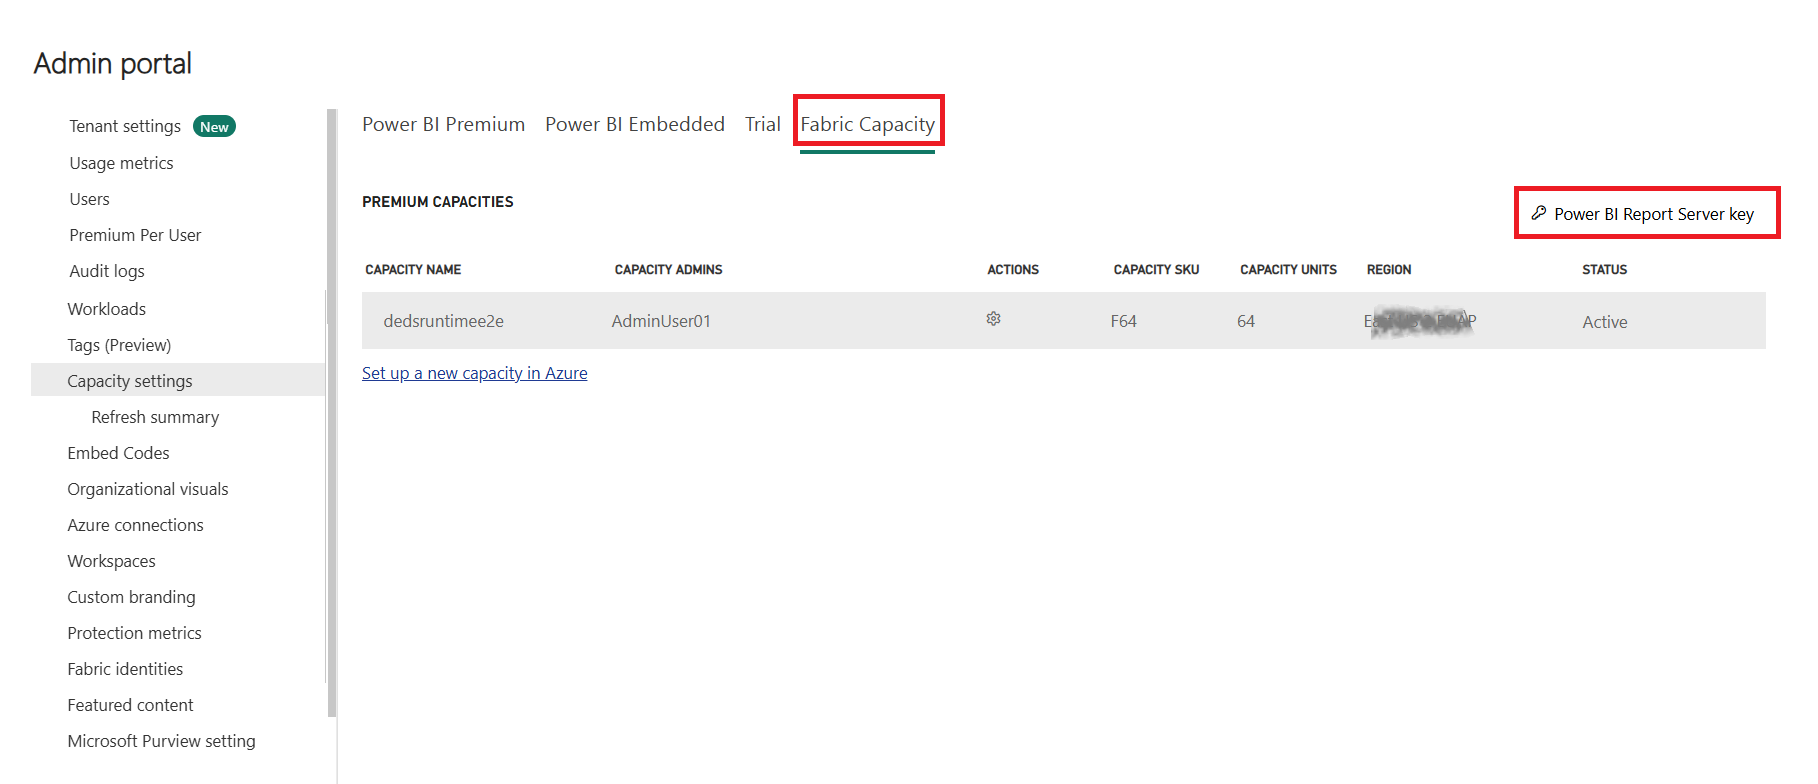 Admin portal
Tenant settings New
Usage metrics
Users
Premium Per User
Audit logs
Workloads
Tags (Preview)
Capacity settings
Refresh summary
Embed Codes
Organizational visuals
Azure connections
Workspaces
Custom branding
Protection metrics
Fabric identities
Featured content
Microsoft Purview setting
Power BI Premium Power BI Embedded Trial Fabric Capacity
PREMIUM CAPACITIES
Power BI Report Server key
CAPACITY NAME CAPACITY ADMINS ACTIONS CAPACITY SKU CAPACITY UNITS REGION STATUS
dedsruntimee2e AdminUser01 F64 64 Active
Set up a new capacity in Azure